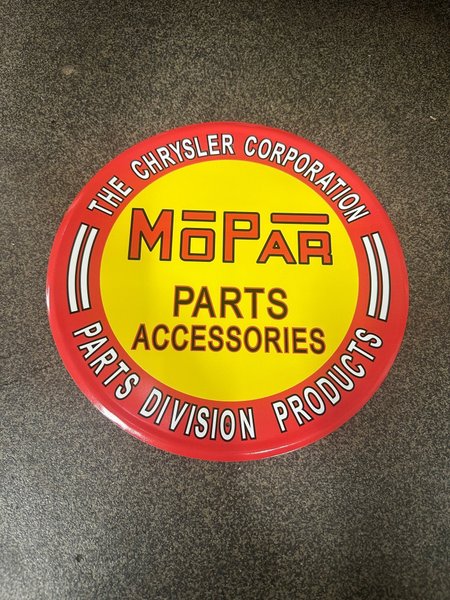 THE CHRYSLER CORPORATION
MOPAR
PARTS
ACCESSORIES
PARTS DIVISION PRODUCTS